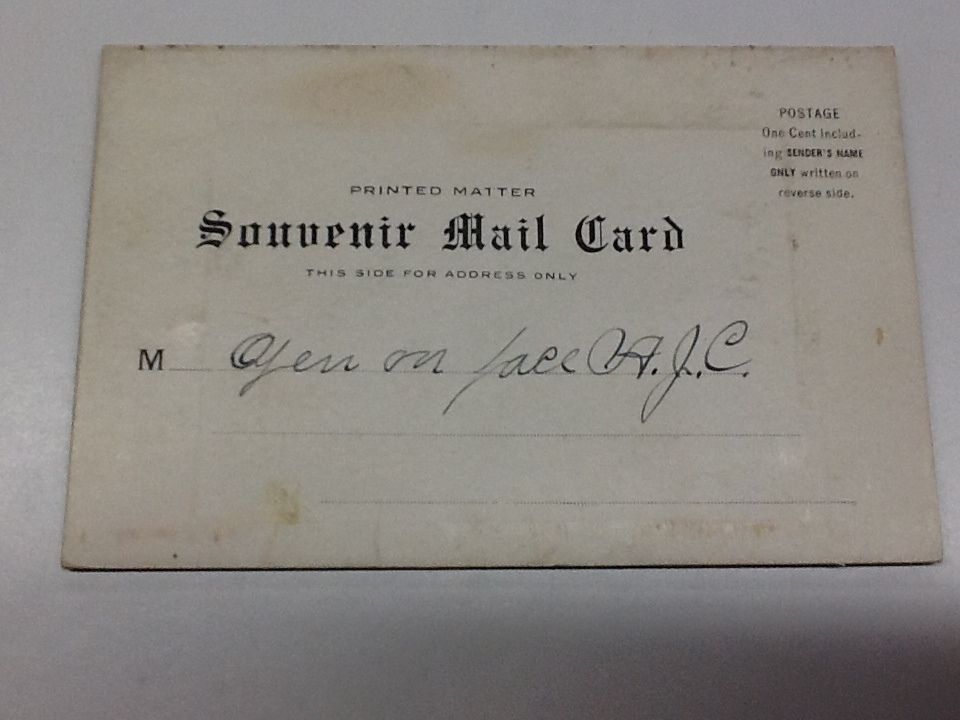 POSTAGE
One Cent includ-
ing SENDER'S NAME
ONLY written on
reverse side.
PRINTED MATTER
Souvenir Mail Card
THIS SIDE FOR ADDRESS ONLY
M on face H.J.C.